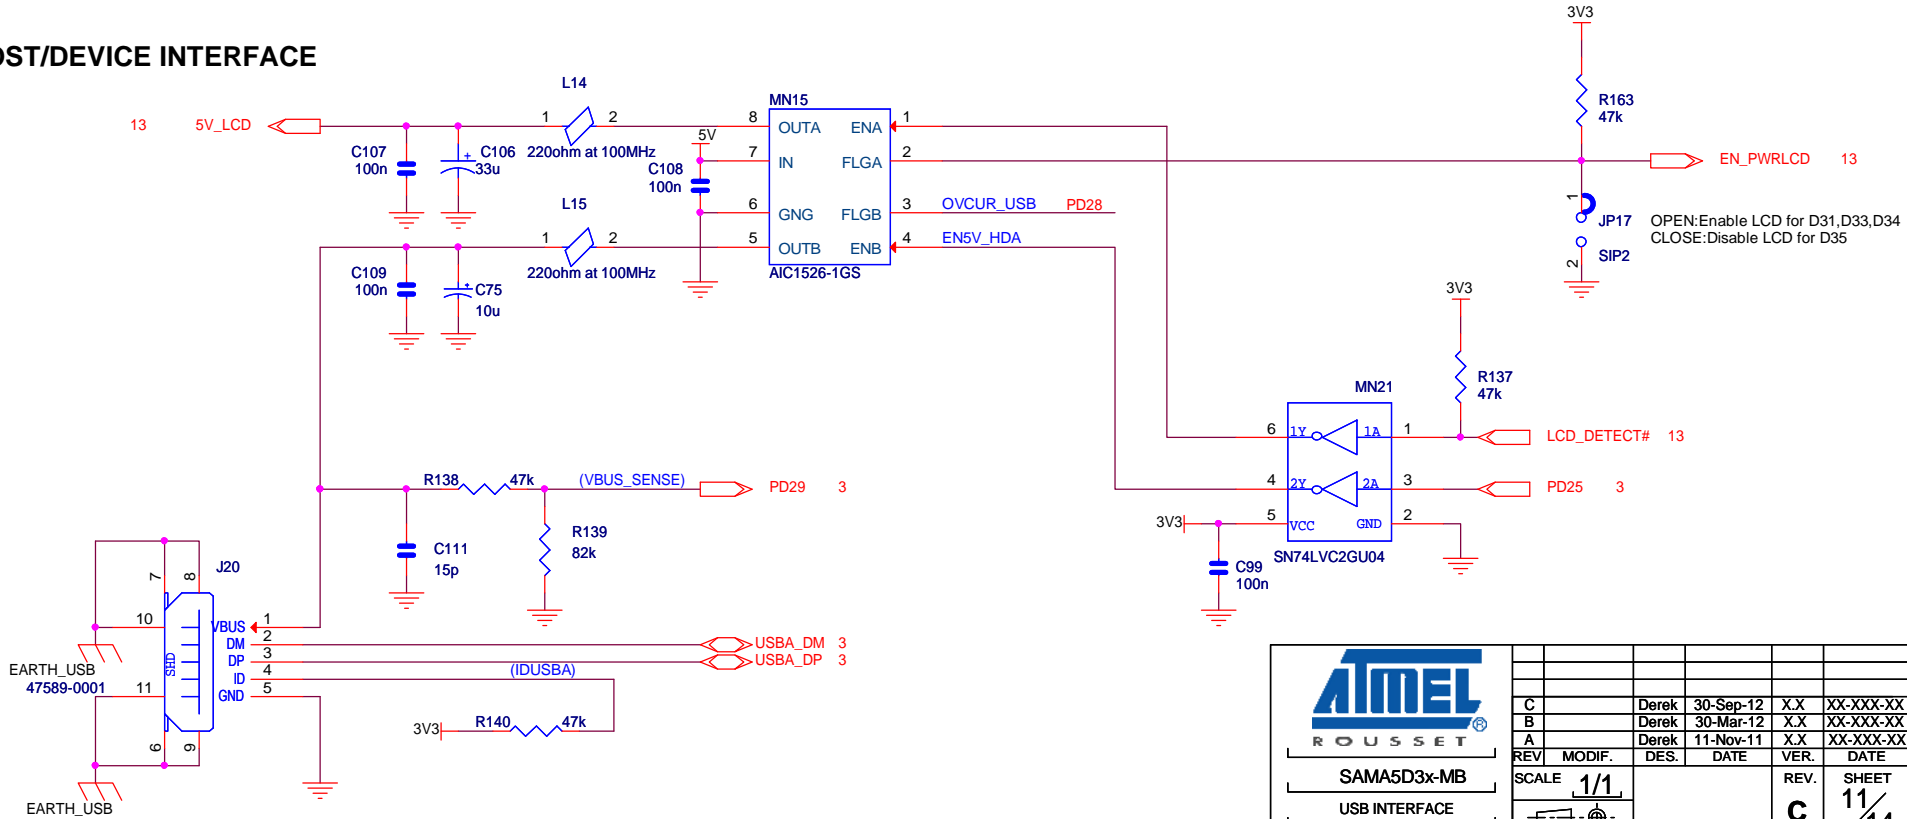 OST/DEVICE INTERFACE
13 5V_LCD
C107
100n
C106
33u
L14
1 2
220ohm at 100MHz
MN15
8 OUTA ENA 1
7 IN FLGA 2
6 GNG FLGB 3
5 OUTB ENB 4
AIC1526-1GS
5V
C108
100n
L15
1 2
220ohm at 100MHz
C109
100n
C75
10u
OVCUR_USB PD28
EN5V_HDA
3V3
R163
47k
EN_PWRLCD 13
1
JP17
SIP2
2
OPEN:Enable LCD for D31,D33,D34
CLOSE:Disable LCD for D35
3V3
R137
47k
MN21
6 1Y 1A 1
4 2Y 2A 3
5 VCC GND 2
SN74LVC2GU04
LCD_DETECT# 13
PD25 3
3V3
C99
100n
R138 47k (VBUS_SENSE) PD29 3
R139
82k
C111
15p
J20
7 8
10
11
6 9
SHD
VBUS 1
DM 2
DP 3
ID 4
GND 5
EARTH_USB
47589-0001
EARTH_USB
USBA_DM 3
USBA_DP 3
(IDUSBA)
3V3 R140 47k
ATMEL ®
ROUSSET
SAMA5D3x-MB
USB INTERFACE
C Derek 30-Sep-12 X.X XX-XXX-XX
B Derek 30-Mar-12 X.X XX-XXX-XX
A Derek 11-Nov-11 X.X XX-XXX-XX
REV MODIF. DES. DATE VER. DATE
SCALE 1/1
REV.
C
SHEET
11/
14